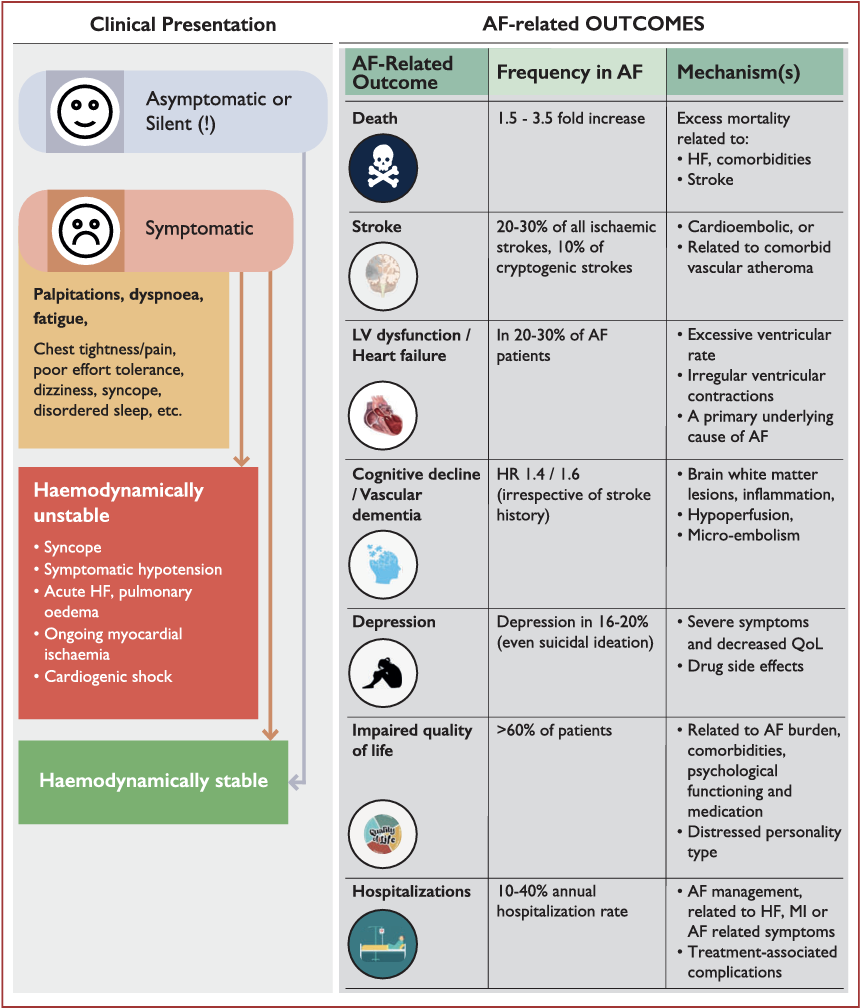 Clinical Presentation
Asymptomatic or
Silent (!)
Symptomatic
Palpitations, dyspnoea,
fatigue,
Chest tightness/pain,
poor effort tolerance,
dizziness, syncope,
disordered sleep, etc.
Haemodynamically
unstable
• Syncope
• Symptomatic hypotension
• Acute HF, pulmonary
oedema
• Ongoing myocardial
ischaemia
• Cardiogenic shock
Haemodynamically stable
AF-related OUTCOMES
AF-Related
Outcome
Frequency in AF
Mechanism(s)
Death
1.5 - 3.5 fold increase
Excess mortality
related to:
• HF, comorbidities
• Stroke
Stroke
20-30% of all ischaemic
strokes, 10% of
cryptogenic strokes
• Cardioembolic, or
• Related to comorbid
vascular atheroma
LV dysfunction /
Heart failure
In 20-30% of AF
patients
• Excessive ventricular
rate
• Irregular ventricular
contractions
• A primary underlying
cause of AF
Cognitive decline
/ Vascular
dementia
HR 1.4 / 1.6
(irrespective of stroke
history)
• Brain white matter
lesions, inflammation,
• Hypoperfusion,
• Micro-embolism
Depression
Depression in 16-20%
(even suicidal ideation)
• Severe symptoms
and decreased QoL
• Drug side effects
Impaired quality
of life
Quality
of Life
>60% of patients
• Related to AF burden,
comorbidities,
psychological
functioning and
medication
• Distressed personality
type
Hospitalizations
10-40% annual
hospitalization rate
• AF management,
related to HF, MI or
AF related symptoms
• Treatment-associated
complications